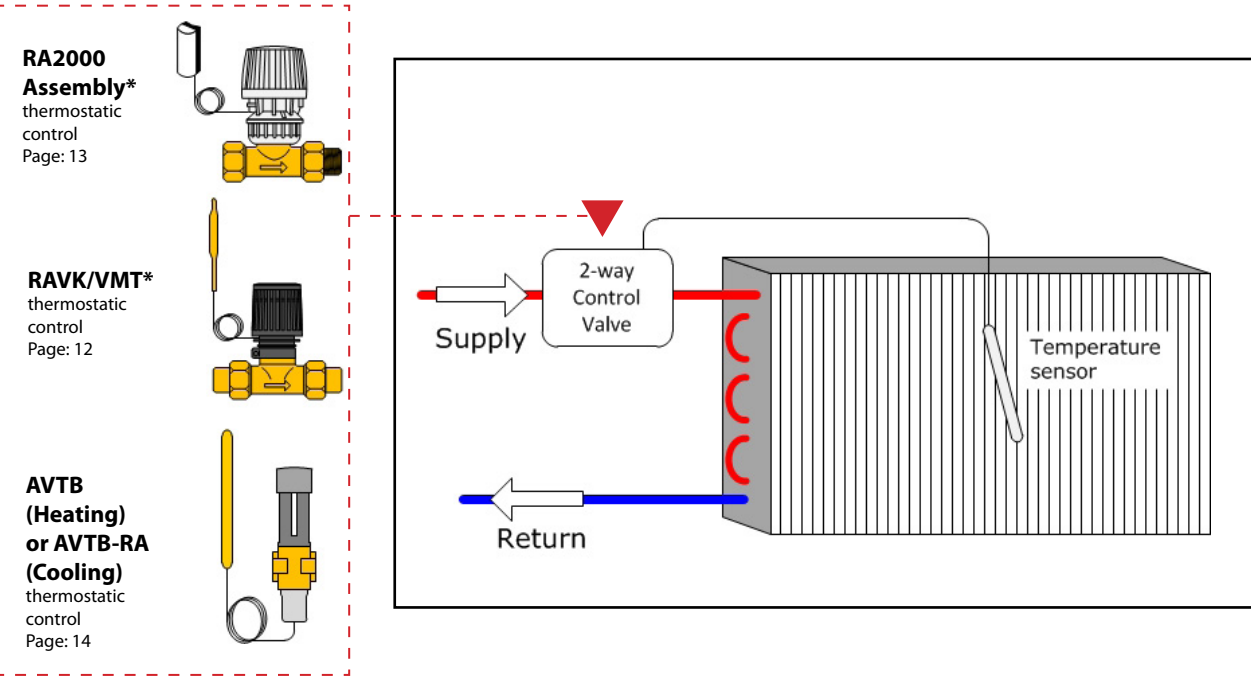 RA2000
Assembly*
thermostatic
control
Page: 13
RAVK/VMT*
thermostatic
control
Page: 12
AVTB
(Heating)
or AVTB-RA
(Cooling)
thermostatic
control
Page: 14
2-way
Control
Valve
Supply
Temperature
sensor
Return